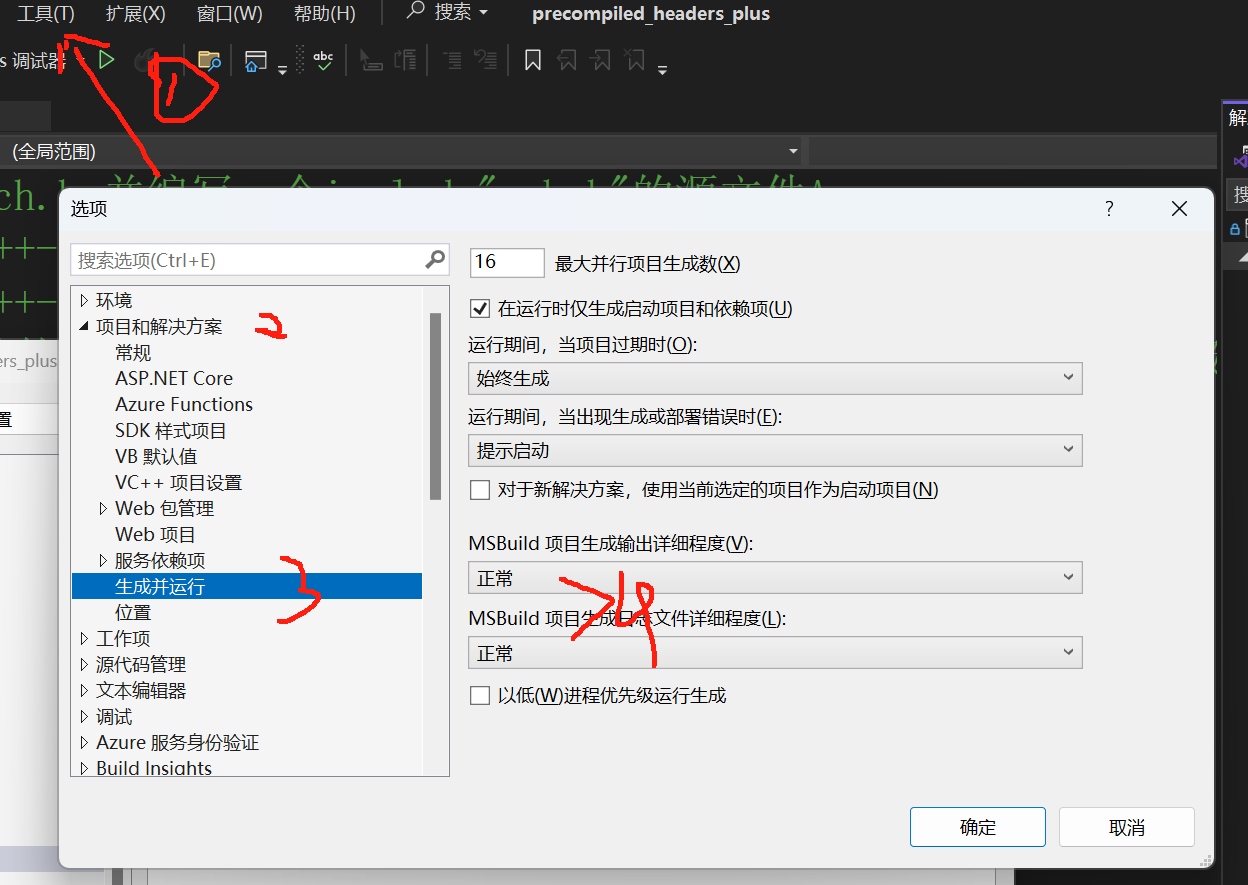 工具(T) 扩展(X) 窗口(W) 帮助(H) 搜索 precompiled_headers_plus
s 调试器
1
(全局范围)
解
搜
选项
?
搜索选项(Ctrl+E)
环境
项目和解决方案
2
常规
ASP.NET Core
Azure Functions
SDK 样式项目
VB 默认值
VC++ 项目设置
Web 包管理
Web 项目
服务依赖项
生成并运行
3
位置
工作项
源代码管理
文本编辑器
调试
Azure 服务身份验证
Build Insights
16 最大并行项目生成数(X)
在运行时仅生成启动项目和依赖项(U)
运行期间，当项目过期时(O):
始终生成
运行期间，当出现生成或部署错误时(E):
提示启动
对于新解决方案，使用当前选定的项目作为启动项目(N)
MSBuild 项目生成输出详细程度(V):
正常
MSBuild 项目生成日志文件详细程度(L):
正常
以低(W)进程优先级运行生成
确定
取消
ers_plus
置